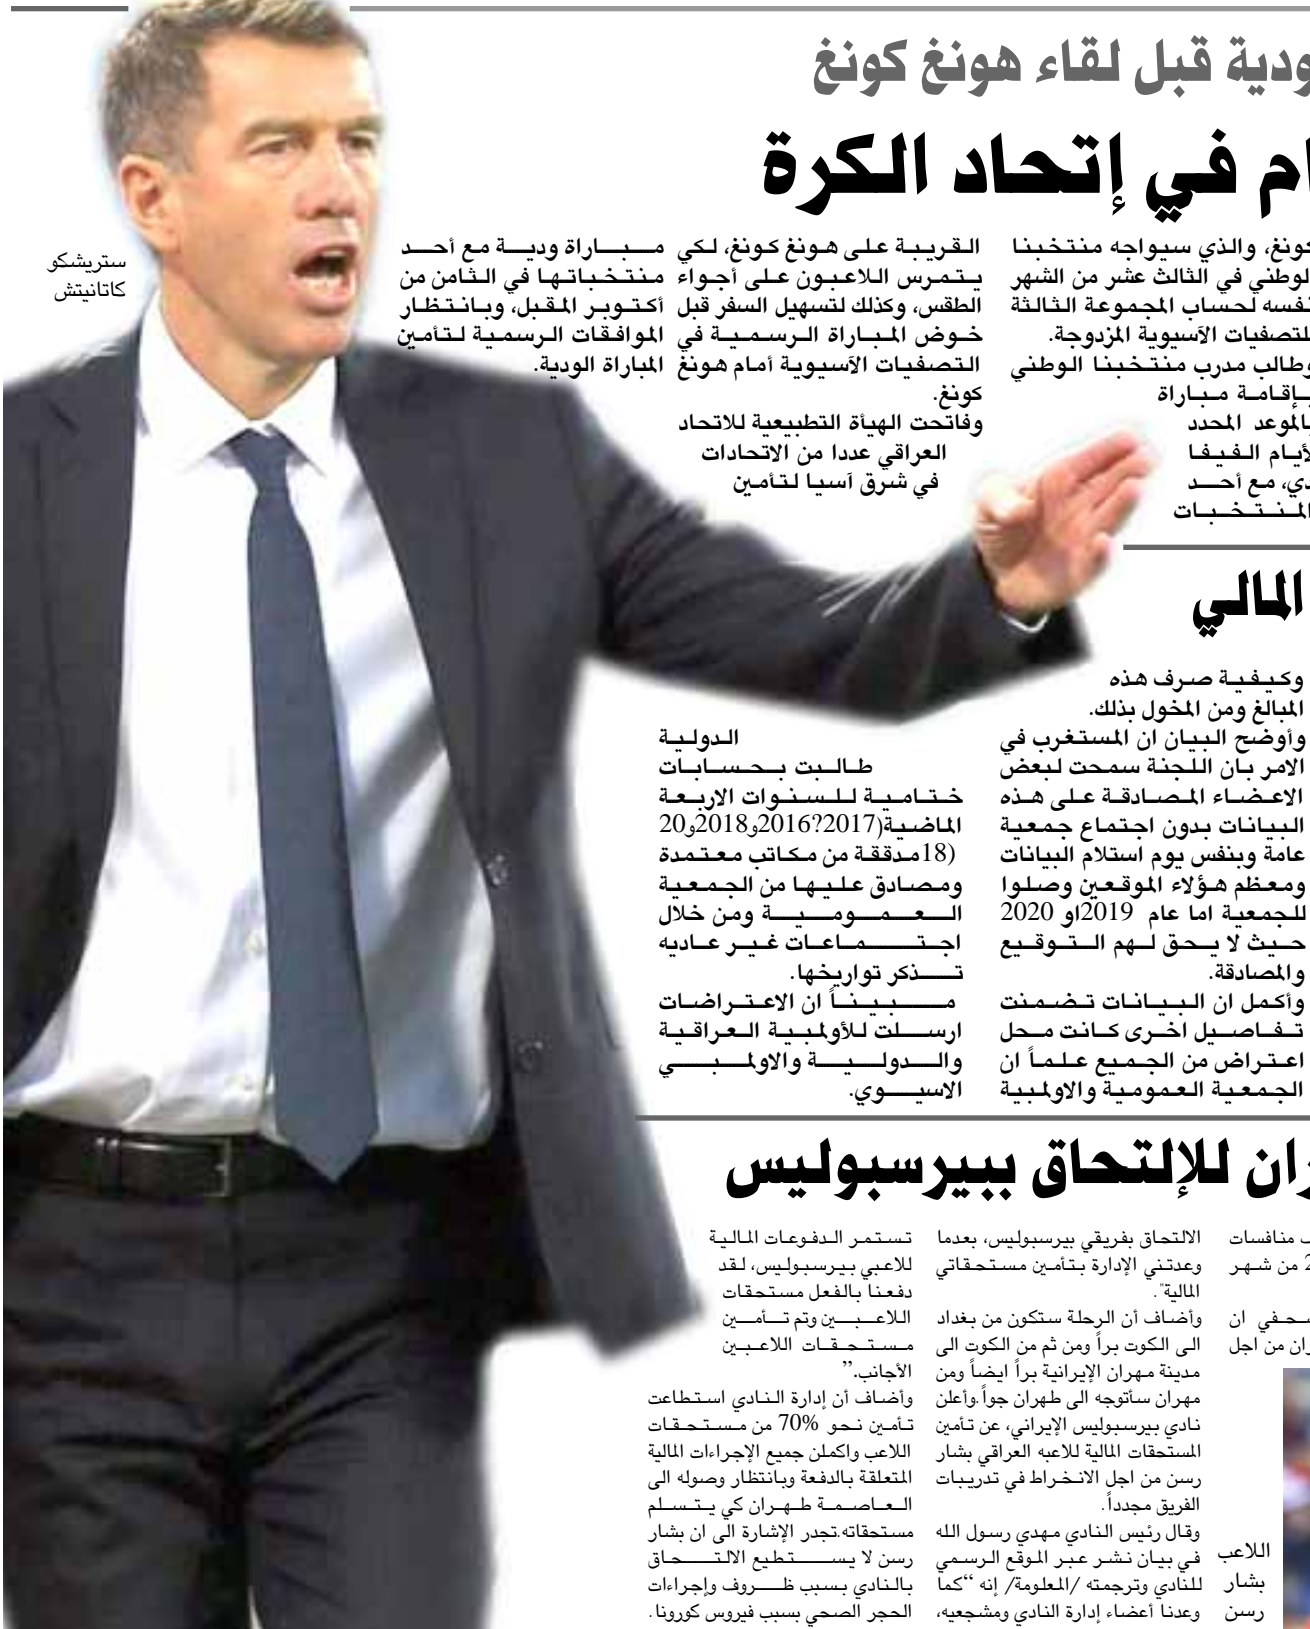 ودية قبل لقاء هونغ كونغ
ام في إتحاد الكرة
كونغ، والذي سيواجه منتخبنا
الوطني في الثالث عشر من الشهر
نفسه لحساب المجموعة الثالثة
للتصفيات الآسيوية المزدوجة.
وطالب مدرب منتخبنا الوطني
بإقامة مباراة
بالموعد المحدد
لأيام الفيفا
دي، مع أحد
المنتخبات
القريبة على هونغ كونغ، لكي
يتمرس اللاعبون على أجواء
الطقس، وكذلك لتسهيل السفر قبل
خوض المباراة الرسمية في
التصفيات الآسيوية أمام هونغ
كونغ.
وفاتحت الهيأة التطبيعية للاتحاد
العراقي عددا من الاتحادات
في شرق آسيا لتأمين
مباراة ودية مع أحد
منتخباتها في الثامن من
أكتوبر المقبل، وبانتظار
الموافقات الرسمية لتأمين
المباراة الودية.
ستريشكو
كاتانيتش
المالي
وكيفية صرف هذه
المبالغ ومن المخول بذلك.
وأوضح البيان ان المستغرب في
الامر بان اللجنة سمحت لبعض
الاعضاء المصادقة على هذه
البيانات بدون اجتماع جمعية
عامة وبنفس يوم استلام البيانات
ومعظم هؤلاء الموقعين وصلوا
للجمعية اما عام 2019او 2020
حيث لا يحق لهم التوقيع
والمصادقة.
وأكمل ان البيانات تضمنت
تفاصيل اخرى كانت محل
اعتراض من الجميع علماً ان
الجمعية العمومية والاولمبية
الدولية
طالبت بحسابات
ختامية للسنوات الاربعة
الماضية(2017?2016و2018و20
18)مدققة من مكاتب معتمدة
ومصادق عليها من الجمعية
العمومية ومن خلال
اجتماعات غير عاديه
تذكر تواريخها.
مبيناً ان الاعتراضات
ارسلت للأولمبية العراقية
والدولية والاولمبي
الاسيوي.
ران للإلتحاق ببيرسبوليس
ف منافسات
2 من شهر
سحفي ان
ران من اجل
اللاعب
بشار
رسن
الالتحاق بفريقي بيرسبوليس، بعدما
وعدتني الإدارة بتأمين مستحقاتي
المالية".
وأضاف أن الرحلة ستكون من بغداد
الى الكوت براً ومن ثم من الكوت الى
مدينة مهران الإيرانية براً ايضاً ومن
مهران سأتوجه الى طهران جواً.وأعلن
نادي بيرسبوليس الإيراني، عن تأمين
المستحقات المالية للاعبه العراقي بشار
رسن من اجل الانخراط في تدريبات
الفريق مجدداً.
وقال رئيس النادي مهدي رسول الله
في بيان نشر عبر الموقع الرسمي
للنادي وترجمته /المعلومة/ إنه “كما
وعدنا أعضاء إدارة النادي ومشجعيه،
تستمر الدفوعات المالية
للاعبي بيرسبوليس، لقد
دفعنا بالفعل مستحقات
اللاعبين وتم تأمين
مستحقات اللاعبين
الأجانب.”
وأضاف أن إدارة النادي استطاعت
تأمين نحو 70% من مستحقات
اللاعب واكملن جميع الإجراءات المالية
المتعلقة بالدفعة وبانتظار وصوله الى
العاصمة طهران كي يتسلم
مستحقاته.تجدر الإشارة الى ان بشار
رسن لا يستطيع الالتحاق
بالنادي بسبب ظروف وإجراءات
الحجر الصحي بسبب فيروس كورونا.